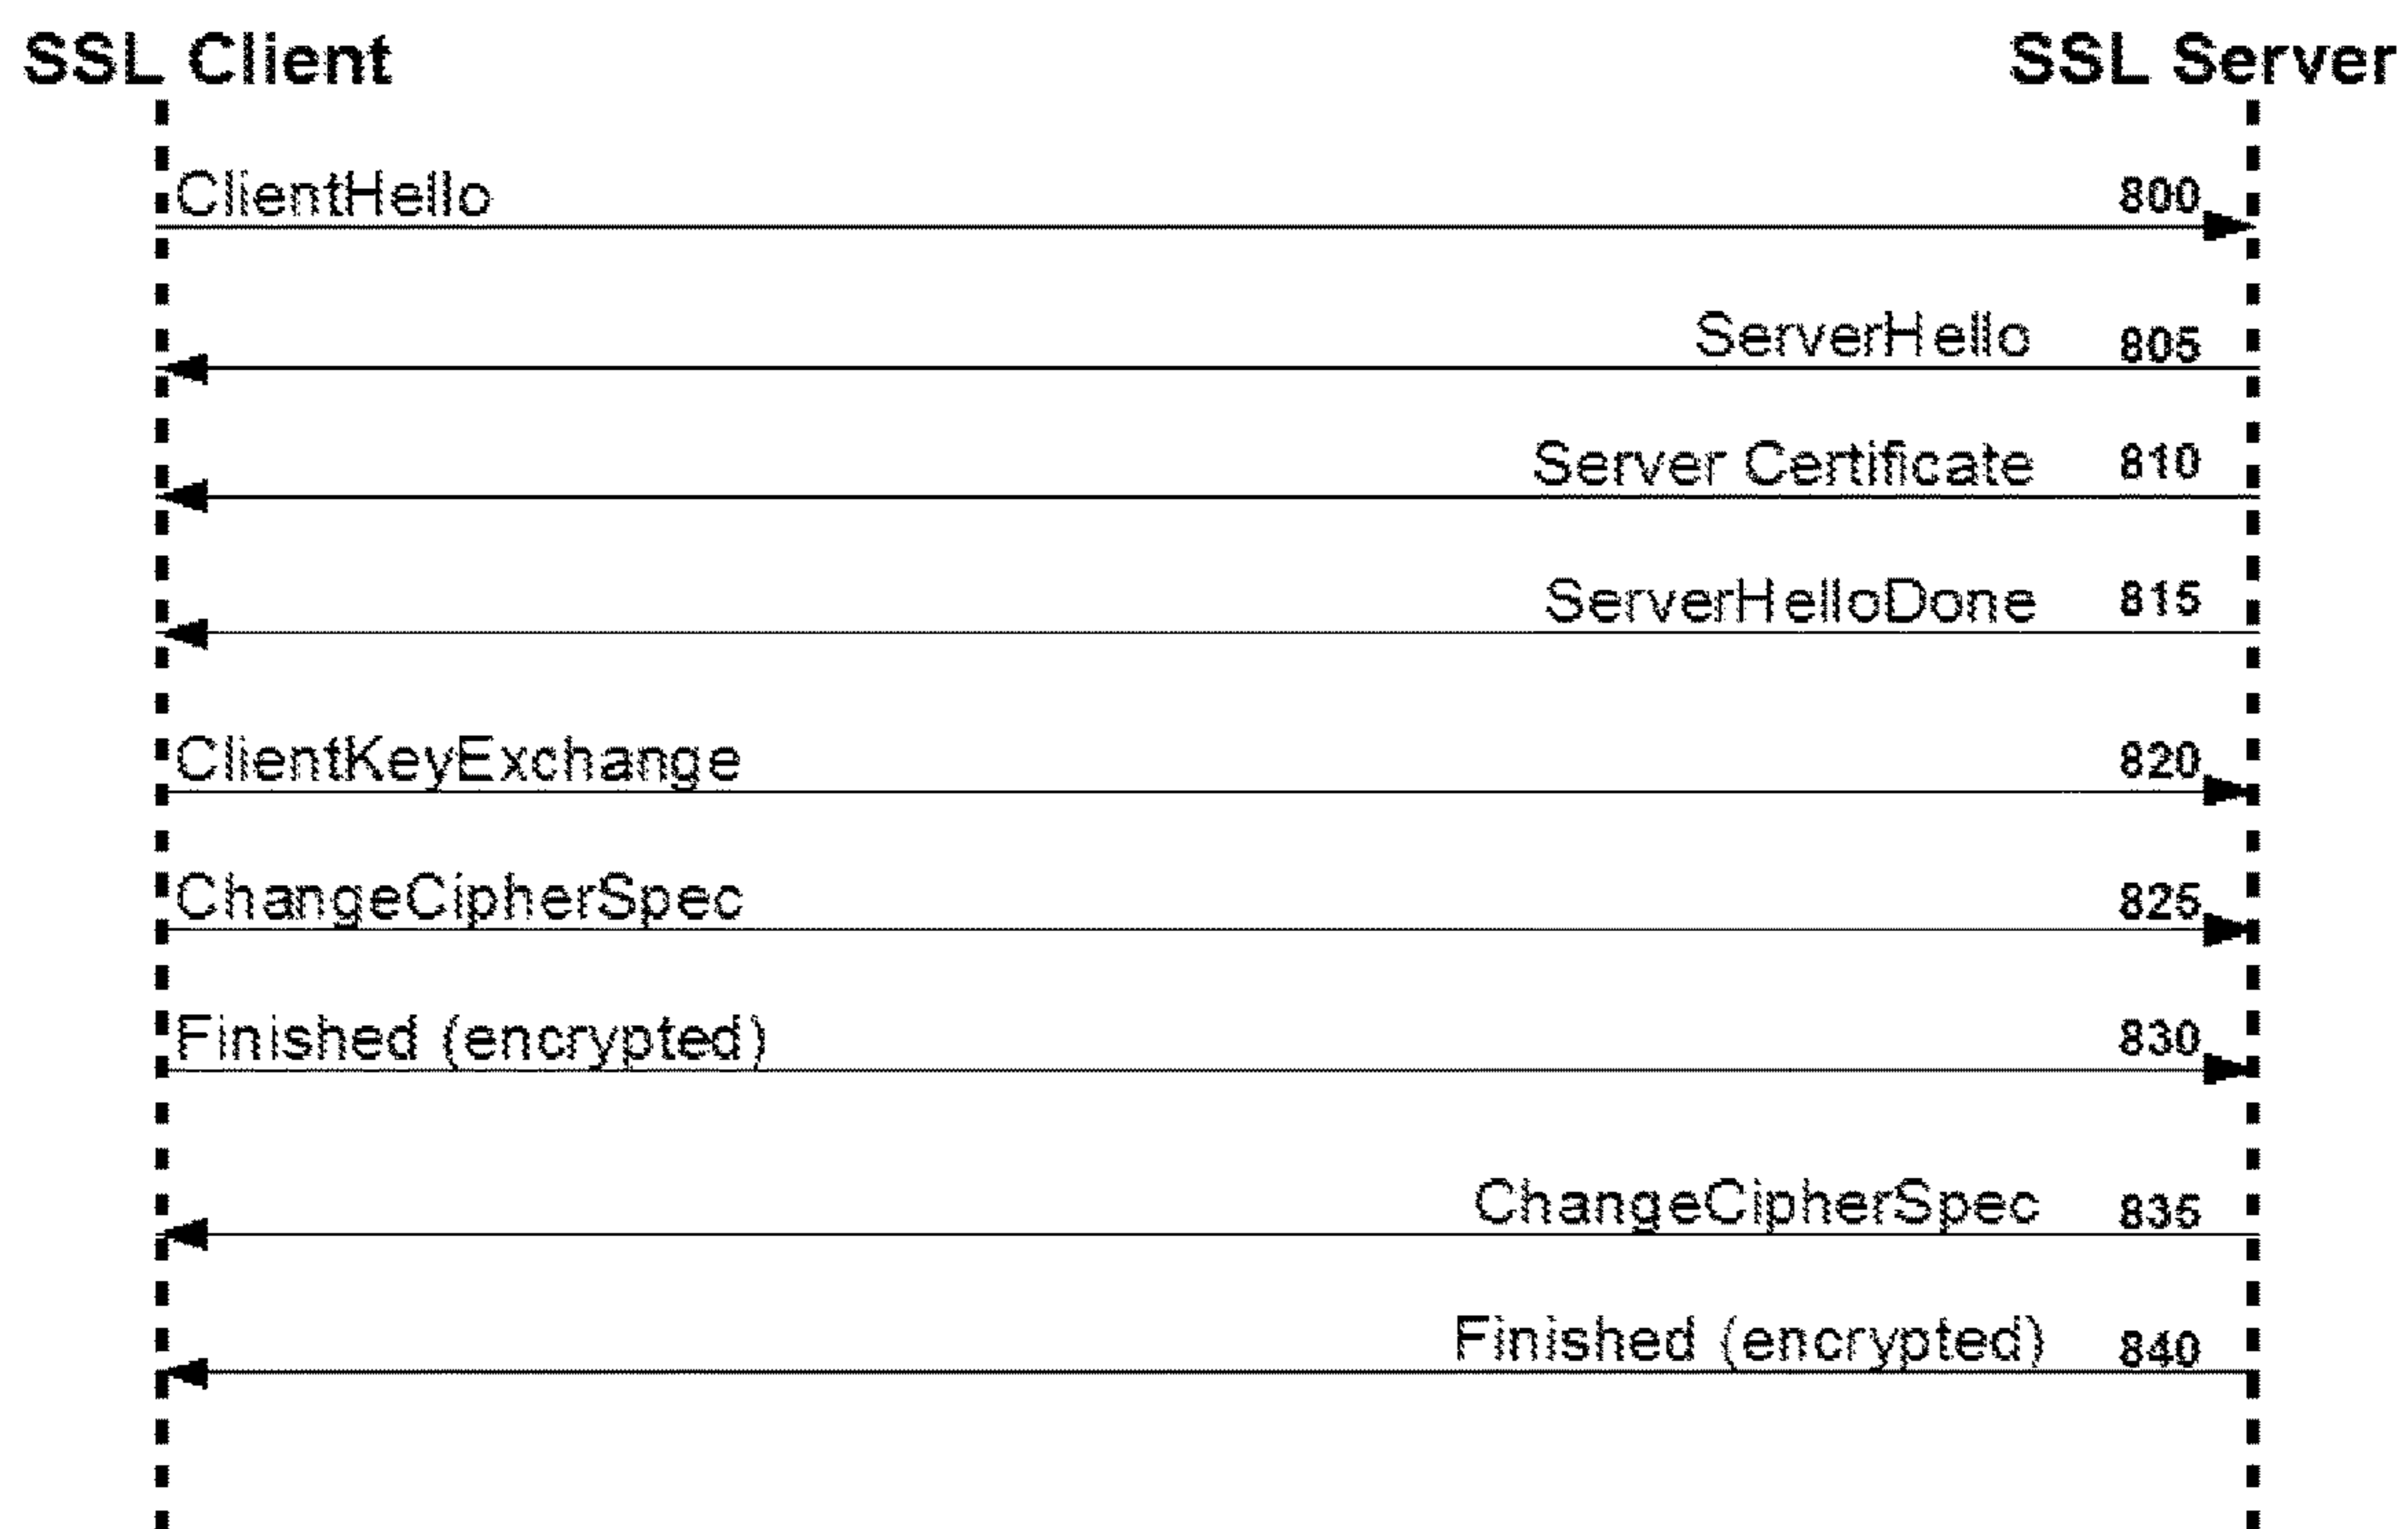 SSL Client SSL Server
ClientHello 800
ServerHello 805
Server Certificate 810
ServerHelloDone 815
ClientKeyExchange 820
ChangeCipherSpec 825
Finished (encrypted) 830
ChangeCipherSpec 835
Finished (encrypted) 840